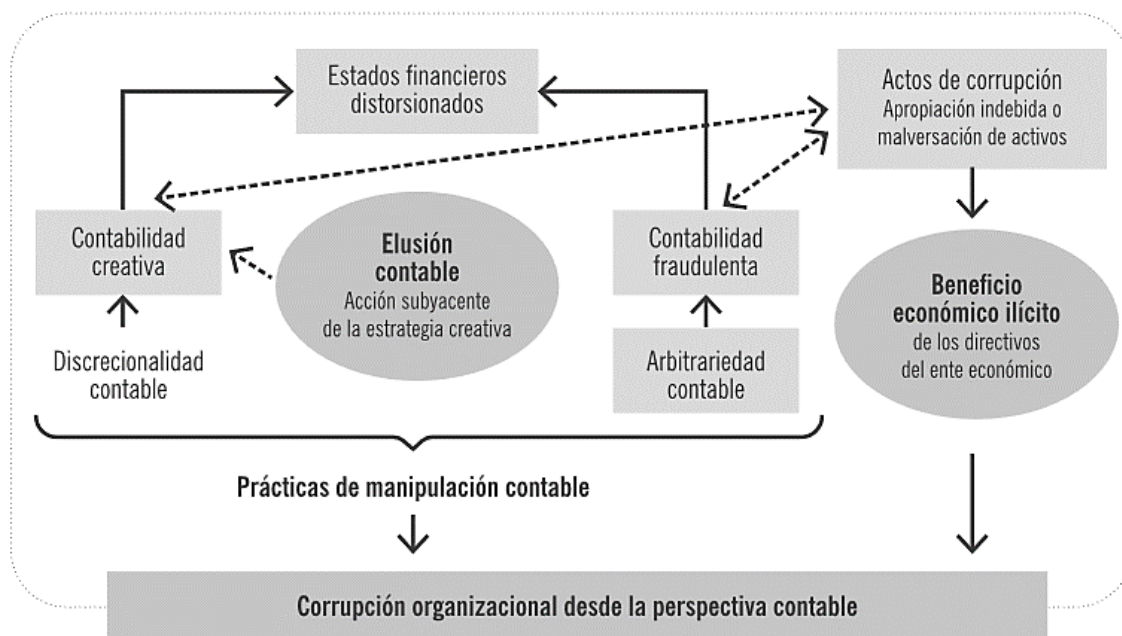 Estados financieros
distorsionados
Actos de corrupción
Apropiación indebida o
malversación de activos
Contabilidad
creativa
Elusión
contable
Acción subyacente
de la estrategia creativa
Contabilidad
fraudulenta
Beneficio
económico ilícito
de los directivos
del ente económico
Discrecionalidad
contable
Arbitrariedad
contable
Prácticas de manipulación contable
Corrupción organizacional desde la perspectiva contable